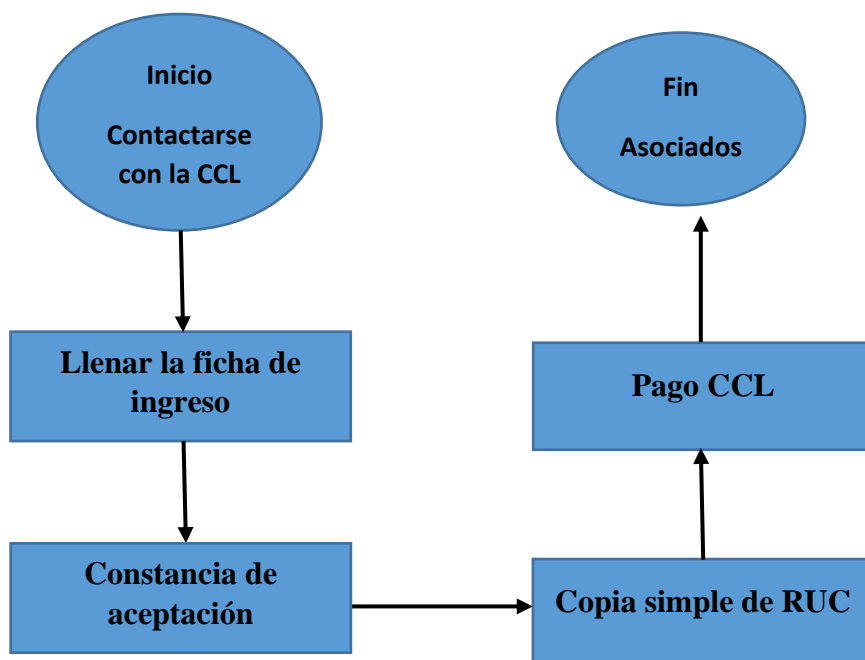 Inicio
Contactarse
con la CCL
Llenar la ficha de
ingreso
Constancia de
aceptación
Copia simple de RUC
Pago CCL
Fin
Asociados